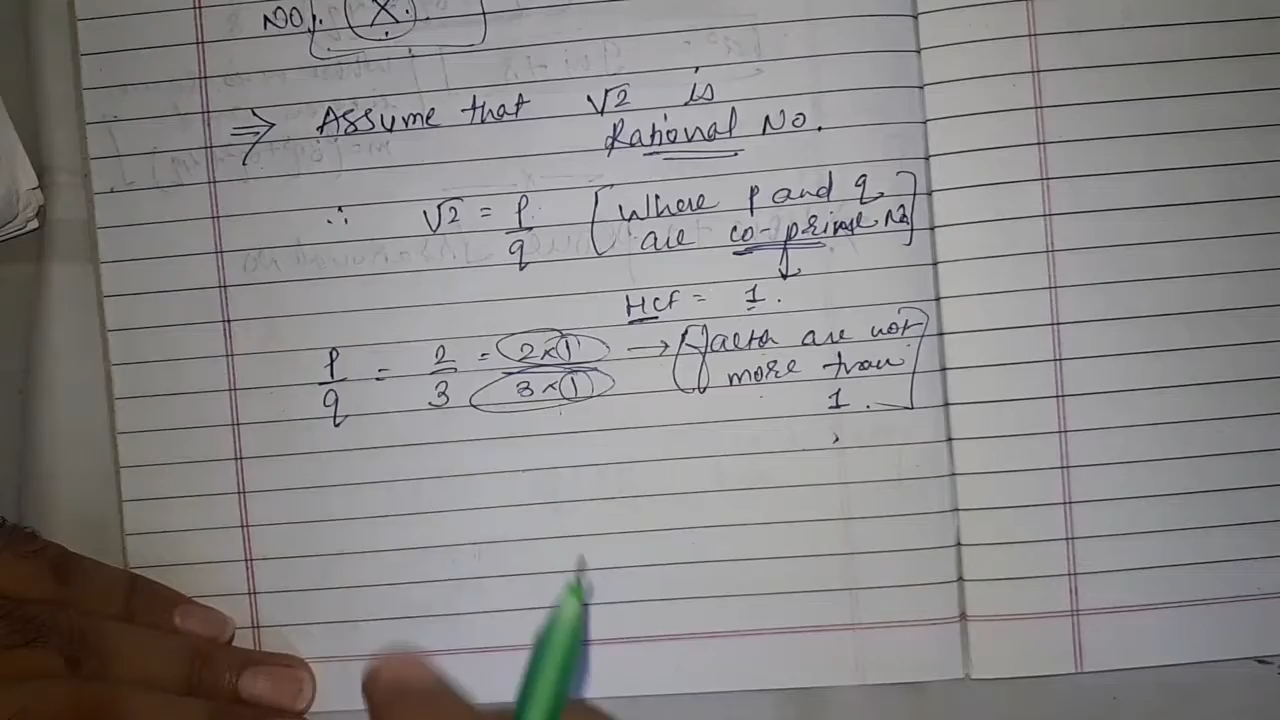 NO. X.
⇒ Assume that √2 is
Rational No.
∴ √2 = p/q [Where p and q
are co-prime No]
HCF = 1.
p/q = 2/3 = 2×1/3×1 → [factor are not
more than
1.]